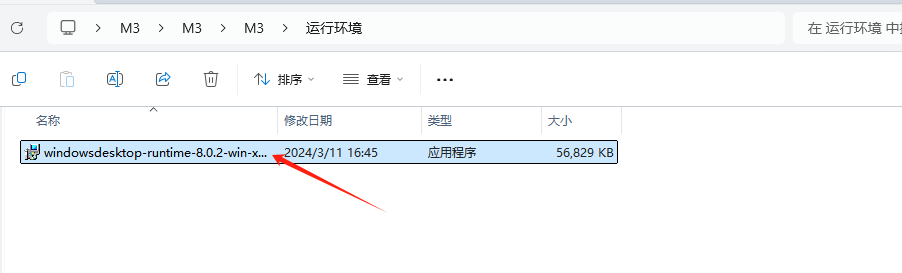 M3 > M3 > M3 > 运行环境
在 运行环境 中
排序 查看 ...
名称 修改日期 类型 大小
windowsdesktop-runtime-8.0.2-win-x... 2024/3/11 16:45 应用程序 56,829 KB